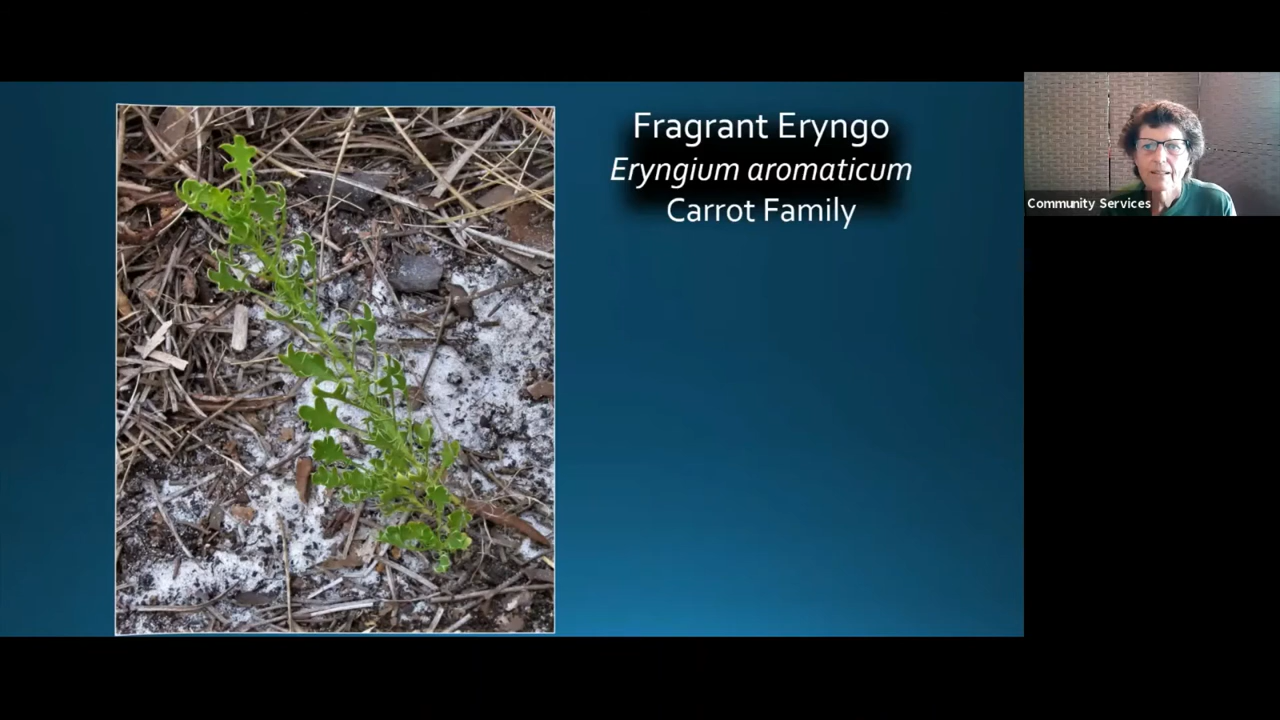 Fragrant Eryngo
Eryngium aromaticum
Carrot Family
Community Services